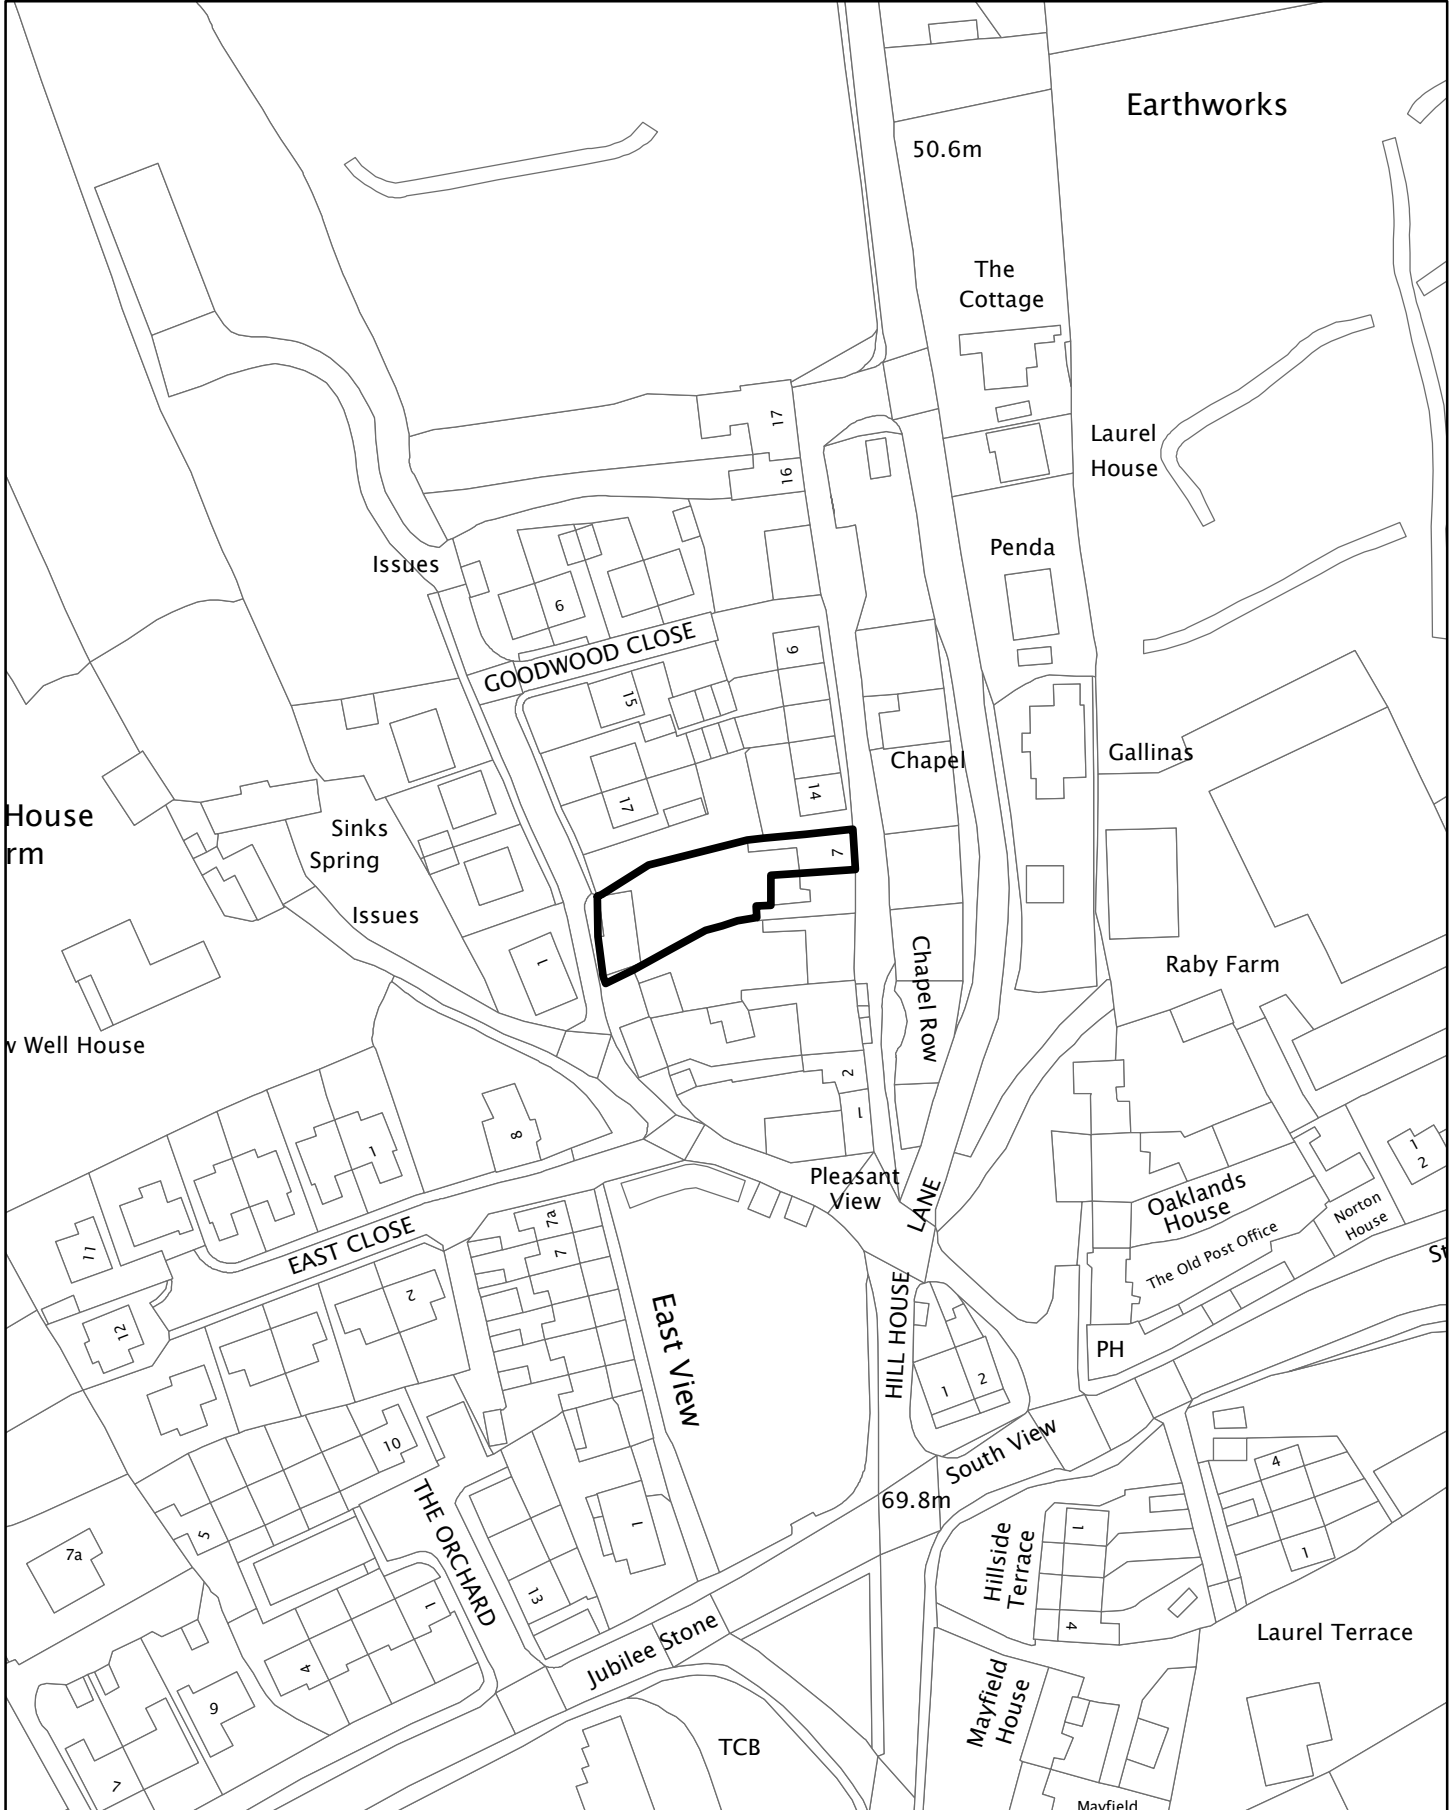 Earthworks
50.6m
The
Cottage
17
16
Laurel
House
Issues
Penda
6
GOODWOOD CLOSE
9
15
Gallinas
Chapel
14
17
House
rm
Sinks
Spring
7
Issues
1
Chapel Row
Raby Farm
w Well House
2
1
8
1
1
2
Pleasant
View
LANE
Oaklands
House
Norton
House
The Old Post Office
St
11
EAST CLOSE
7a
7
2
12
East View
HILL HOUSE
PH
1
2
10
South View
69.8m
4
1
5
THE ORCHARD
1
1
Hillside
Terrace
4
7a
13
1
Jubilee Stone
Laurel Terrace
4
9
Mayfield
House
TCB
7
Mayfield